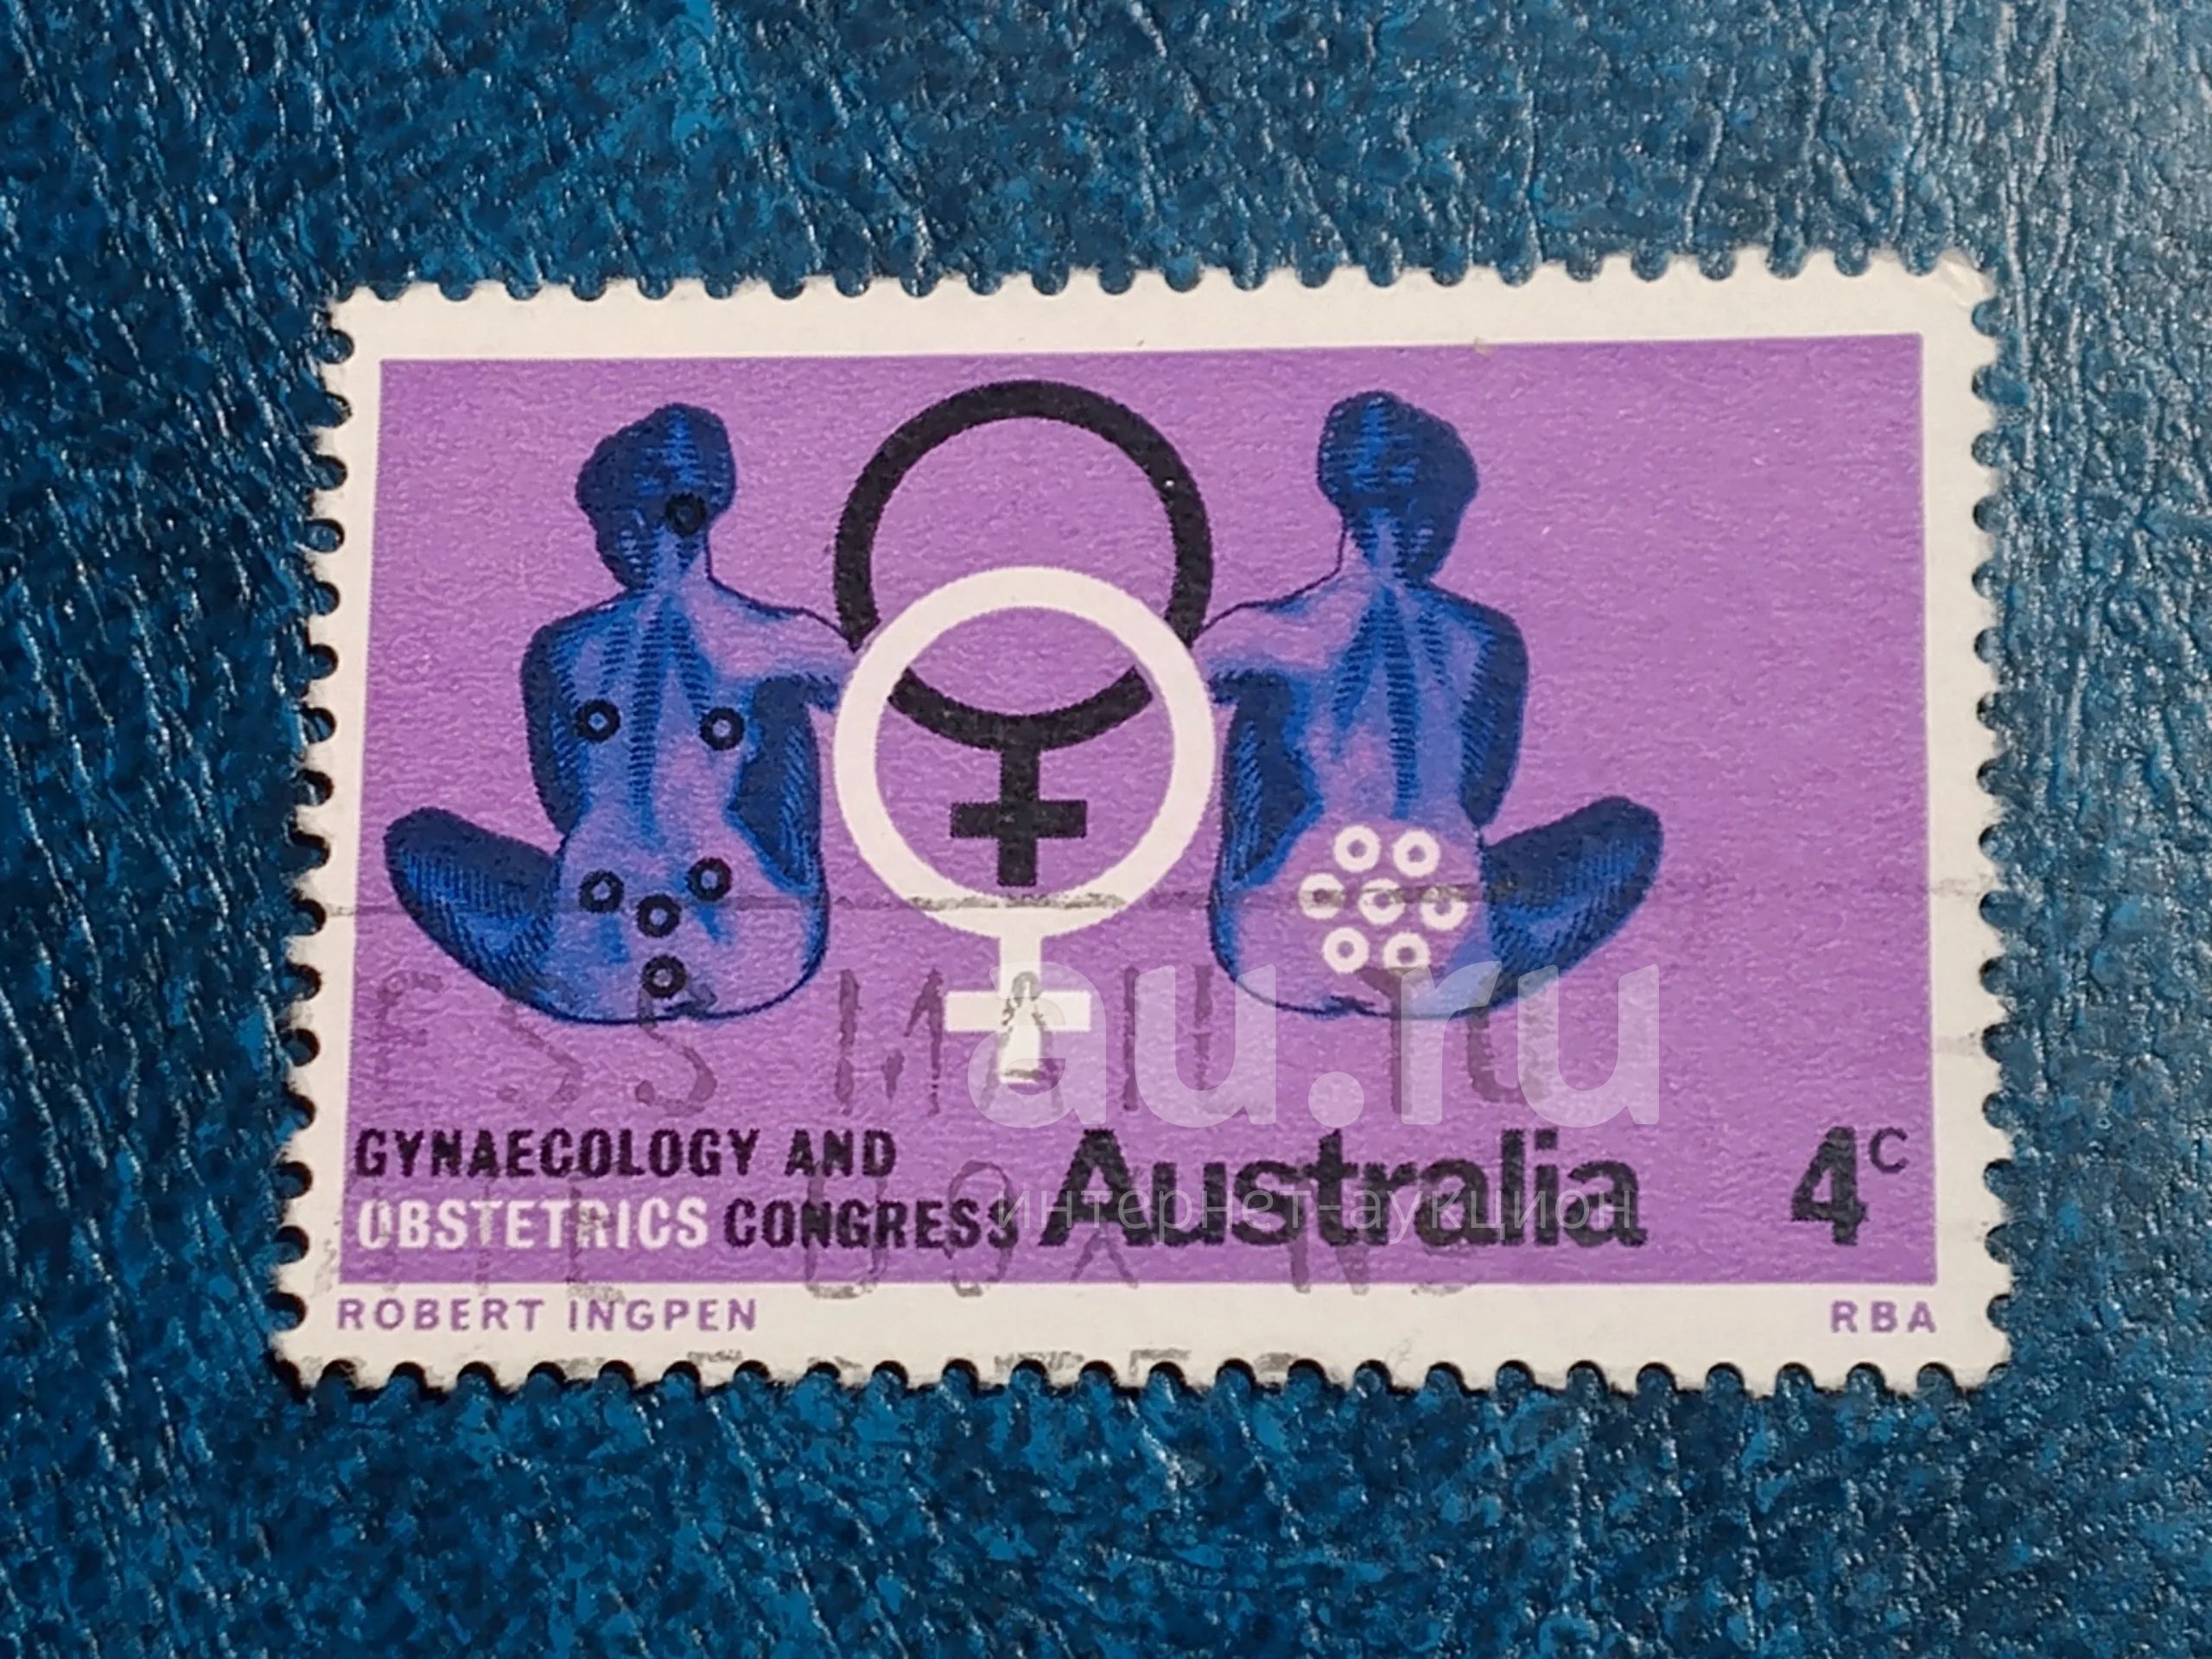 au.ru
GYNAECOLOGY AND
OBSTETRICS CONGRESS Australia 4c
интернет-аукцион
ROBERT INGPEN RBA